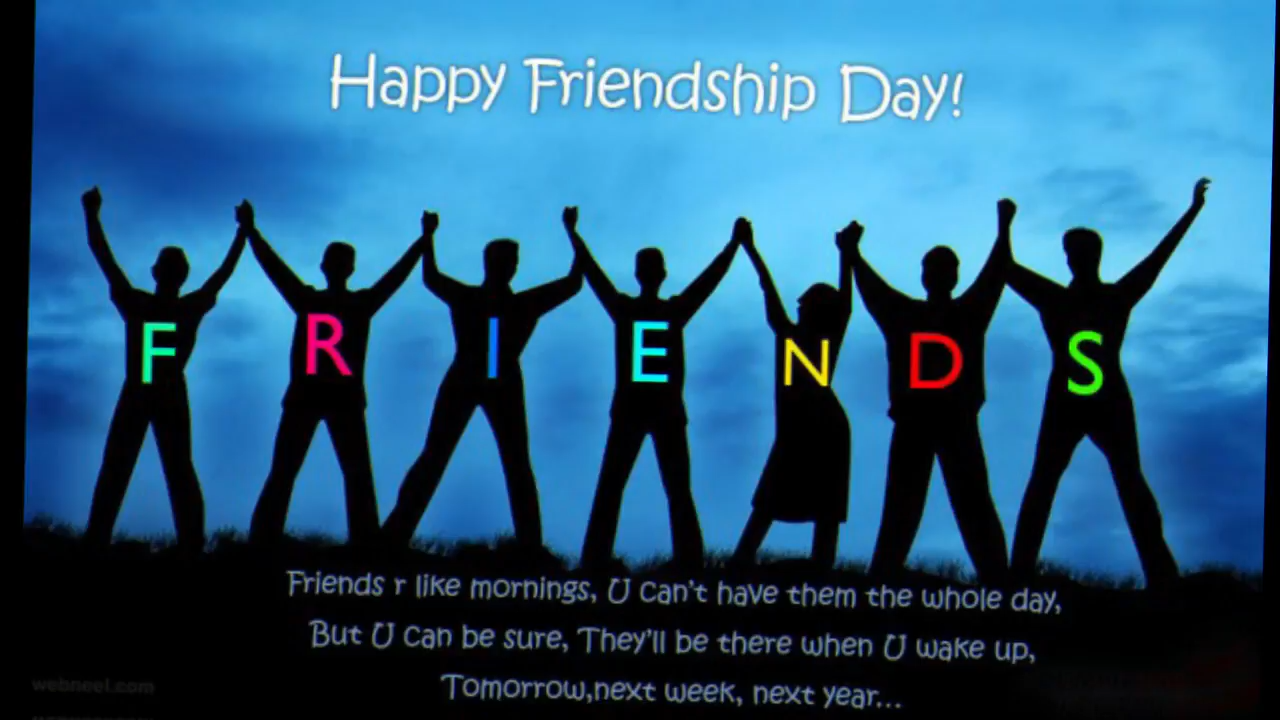 Happy Friendship Day!
F R I E N D S
Friends r like mornings, U can't have them the whole day,
But U can be sure, They'll be there when U wake up,
Tomorrow,next week, next year...
webneel.com